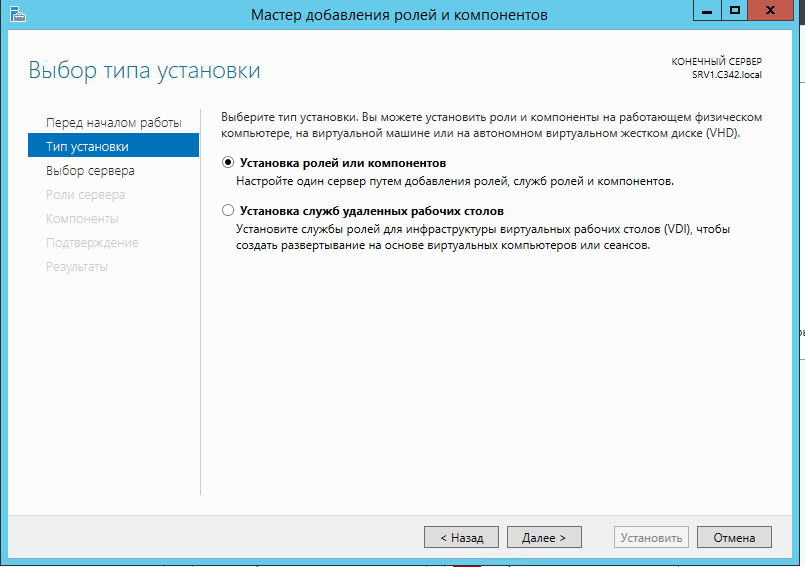 Мастер добавления ролей и компонентов
Выбор типа установки
КОНЕЧНЫЙ СЕРВЕР
SRV1.C342.local
Перед началом работы
Тип установки
Выбор сервера
Роли сервера
Компоненты
Подтверждение
Результаты
Выберите тип установки. Вы можете установить роли и компоненты на работающем физическом
компьютере, на виртуальной машине или на автономном виртуальном жестком диске (VHD).
Установка ролей или компонентов
Настройте один сервер путем добавления ролей, служб ролей и компонентов.
Установка служб удаленных рабочих столов
Установите службы ролей для инфраструктуры виртуальных рабочих столов (VDI), чтобы
создать развертывание на основе виртуальных компьютеров или сеансов.
< Назад
Далее >
Установить
Отмена